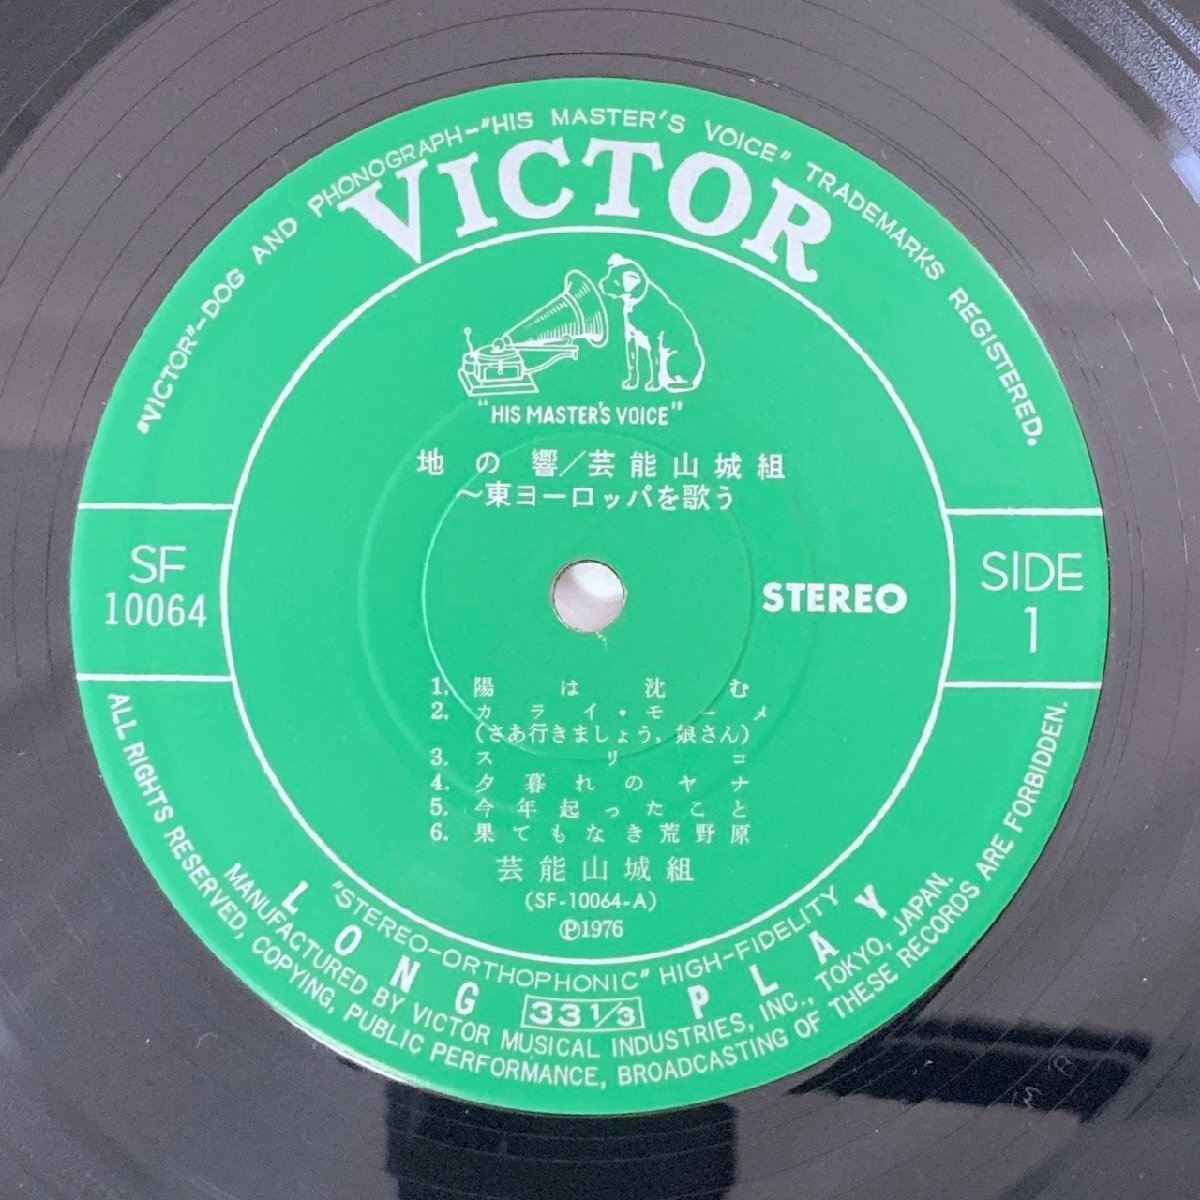 "VICTOR"-DOG AND PHONOGRAPH-"HIS MASTER'S VOICE" TRADEMARKS REGISTERED.
VICTOR
"HIS MASTER'S VOICE"
地の響/芸能山城組
～東ヨーロッパを歌う
SF
10064
STEREO
SIDE
1
1. 陽は沈む
2. カライ・モーメ
(さあ行きましょう,娘さん)
3. スリコ
4. 夕暮れのヤナ
5. 今年起ったこと
6. 果てもなき荒野原
芸能山城組
(SF-10064-A)
Ⓟ1976
"STEREO-ORTHOPHONIC" HIGH-FIDELITY
LONG 33 1/3 PLAY
MANUFACTURED BY VICTOR MUSICAL INDUSTRIES, INC., TOKYO, JAPAN.
ALL RIGHTS RESERVED, COPYING, PUBLIC PERFORMANCE, BROADCASTING OF THESE RECORDS ARE FORBIDDEN.